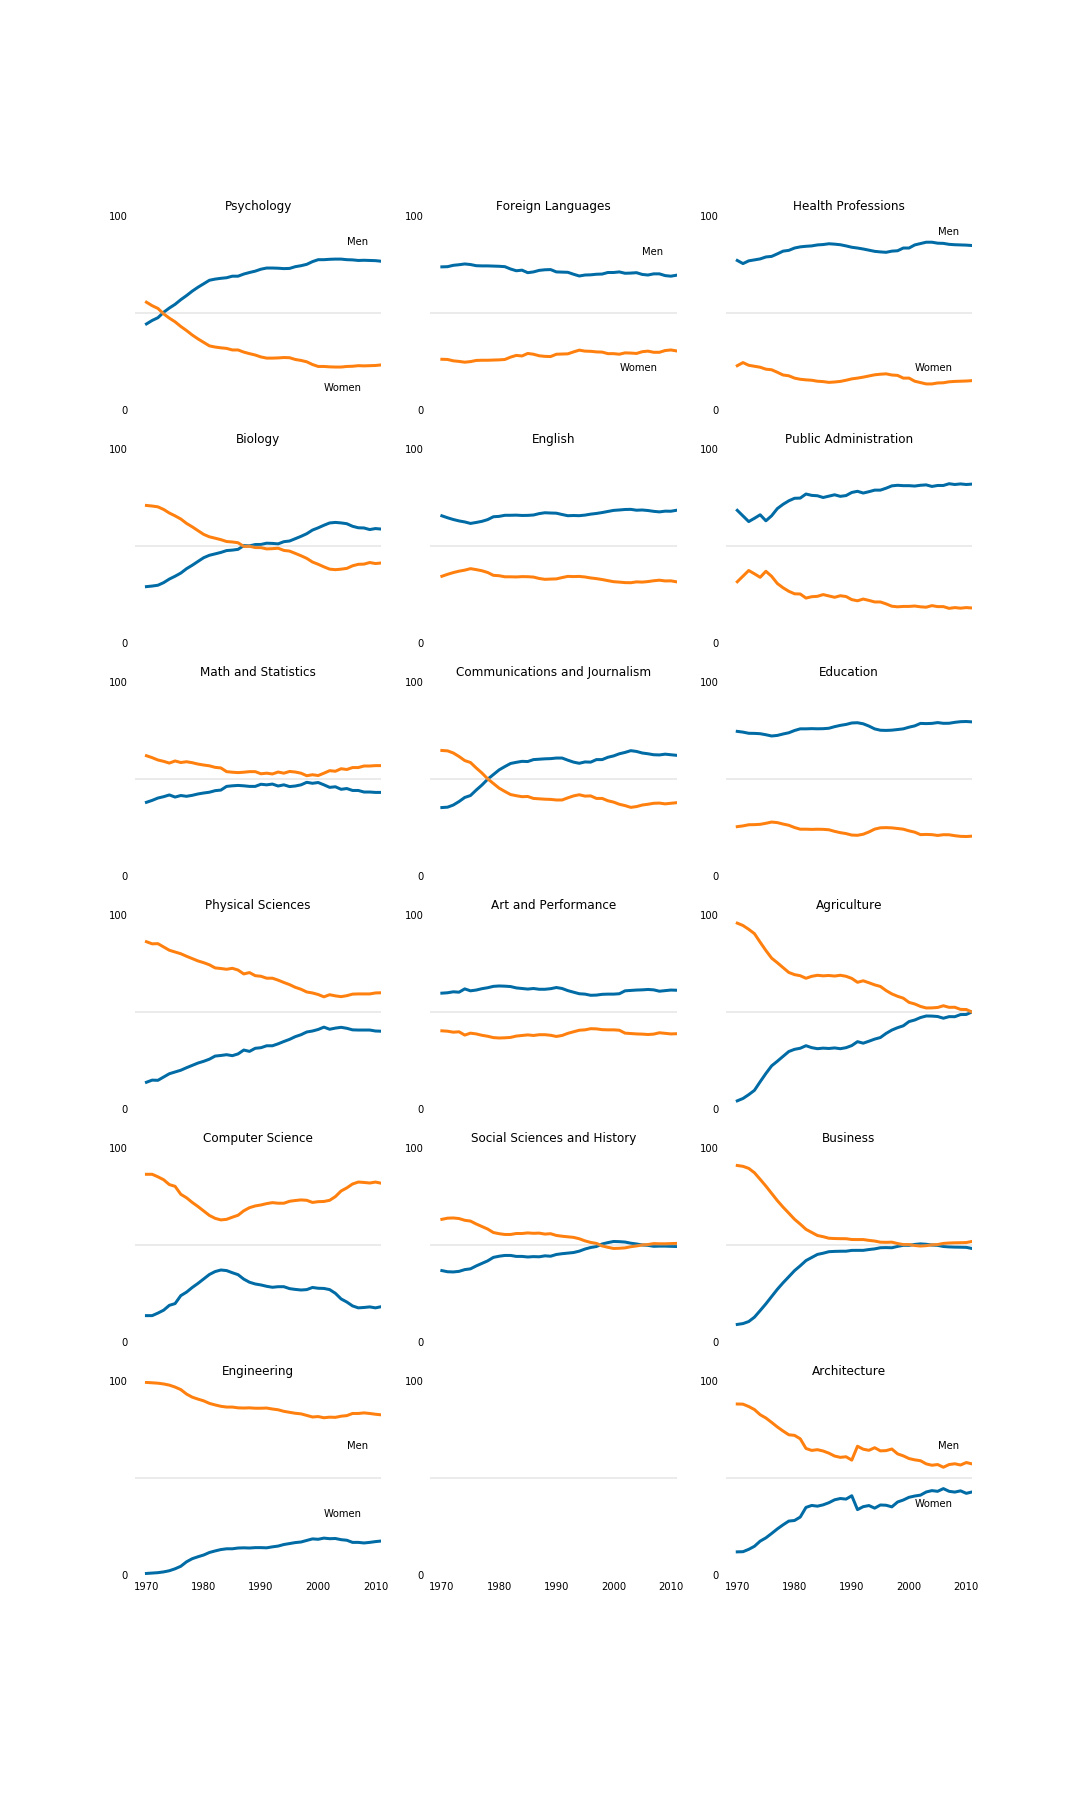 Psychology
Foreign Languages
Health Professions
100
100
100
Men
Men
Men
Women
Women
Women
0
0
0
Biology
English
Public Administration
100
100
100
0
0
0
Math and Statistics
Communications and Journalism
Education
100
100
100
0
0
0
Physical Sciences
Art and Performance
Agriculture
100
100
100
0
0
0
Computer Science
Social Sciences and History
Business
100
100
100
0
0
0
Engineering
Architecture
100
100
100
Men
Men
Women
Women
0
0
0
1970 1980 1990 2000 2010
1970 1980 1990 2000 2010
1970 1980 1990 2000 2010